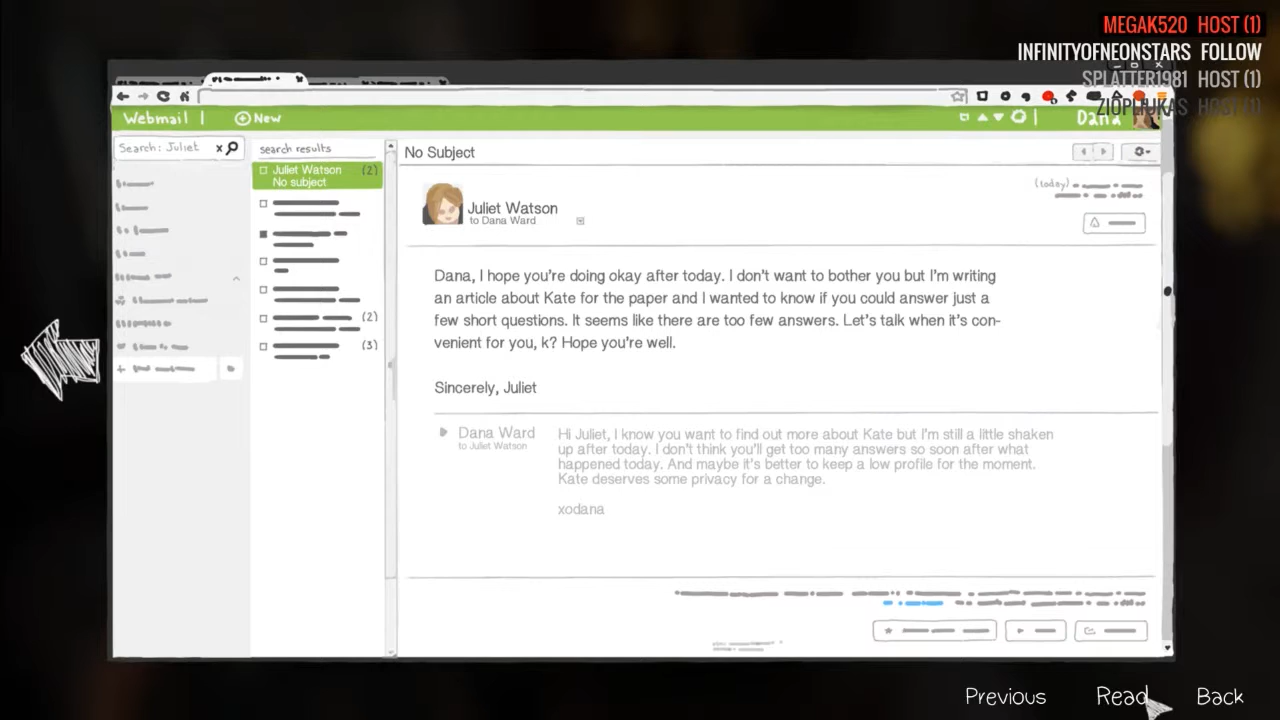 MEGAK520 HOST (1)
INFINITYOFNEONSTARS FOLLOW
SPLATTER1981 HOST (1)
ZIOPLIUKAS HOST (1)
Webmail | + New
Dana
Search: Juliet x
search results
Juliet Watson (2)
No subject
(2)
(3)
No Subject
(today)
Juliet Watson
to Dana Ward
Dana, I hope you're doing okay after today. I don't want to bother you but I'm writing
an article about Kate for the paper and I wanted to know if you could answer just a
few short questions. It seems like there are too few answers. Let's talk when it's con-
venient for you, k? Hope you're well.
Sincerely, Juliet
Dana Ward
to Juliet Watson
Hi Juliet, I know you want to find out more about Kate but I'm still a little shaken
up after today. I don't think you'll get too many answers so soon after what
happened today. And maybe it's better to keep a low profile for the moment.
Kate deserves some privacy for a change.
xodana
Previous Read Back